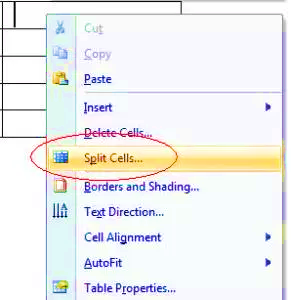 Cut
Copy
Paste
Insert
Delete Cells...
Split Cells...
Borders and Shading...
Text Direction...
Cell Alignment
AutoFit
Table Properties...